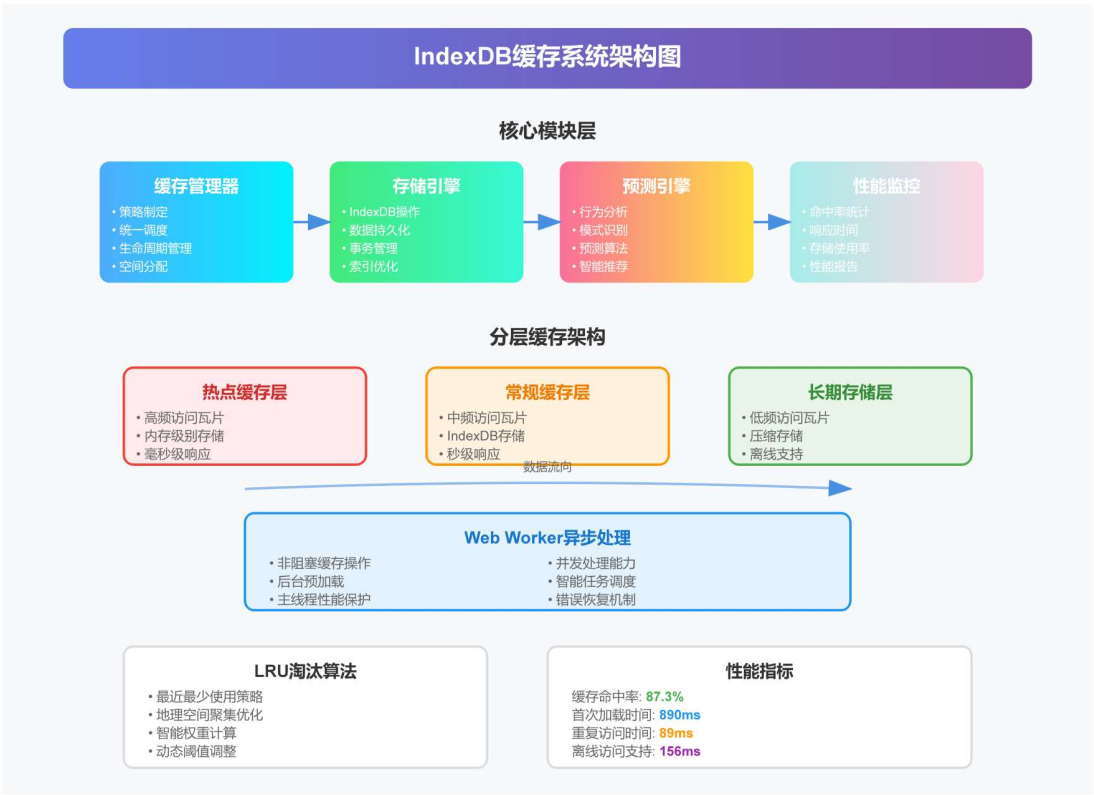 IndexDB缓存系统架构图
核心模块层
缓存管理器
• 策略制定
• 统一调度
• 生命周期管理
• 空间分配
存储引擎
• IndexDB操作
• 数据持久化
• 事务管理
• 索引优化
预测引擎
• 行为分析
• 模式识别
• 预测算法
• 智能推荐
性能监控
• 命中率统计
• 响应时间
• 存储使用率
• 性能报告
分层缓存架构
热点缓存层
• 高频访问瓦片
• 内存级别存储
• 毫秒级响应
常规缓存层
• 中频访问瓦片
• IndexDB存储
• 秒级响应
长期存储层
• 低频访问瓦片
• 压缩存储
• 离线支持
数据流向
Web Worker异步处理
• 非阻塞缓存操作
• 后台预加载
• 主线程性能保护
• 并发处理能力
• 智能任务调度
• 错误恢复机制
LRU淘汰算法
• 最近最少使用策略
• 地理空间聚集优化
• 智能权重计算
• 动态阈值调整
性能指标
缓存命中率: 87.3%
首次加载时间: 890ms
重复访问时间: 89ms
离线访问支持: 156ms